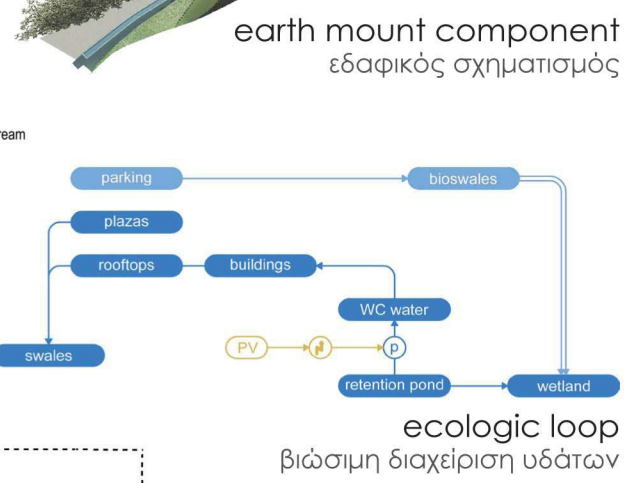 earth mount component
εδαφικός σχηματισμός
parking
bioswales
plazas
rooftops
buildings
WC water
PV
p
swales
retention pond
wetland
ecologic loop
βιώσιμη διαχείριση υδάτων